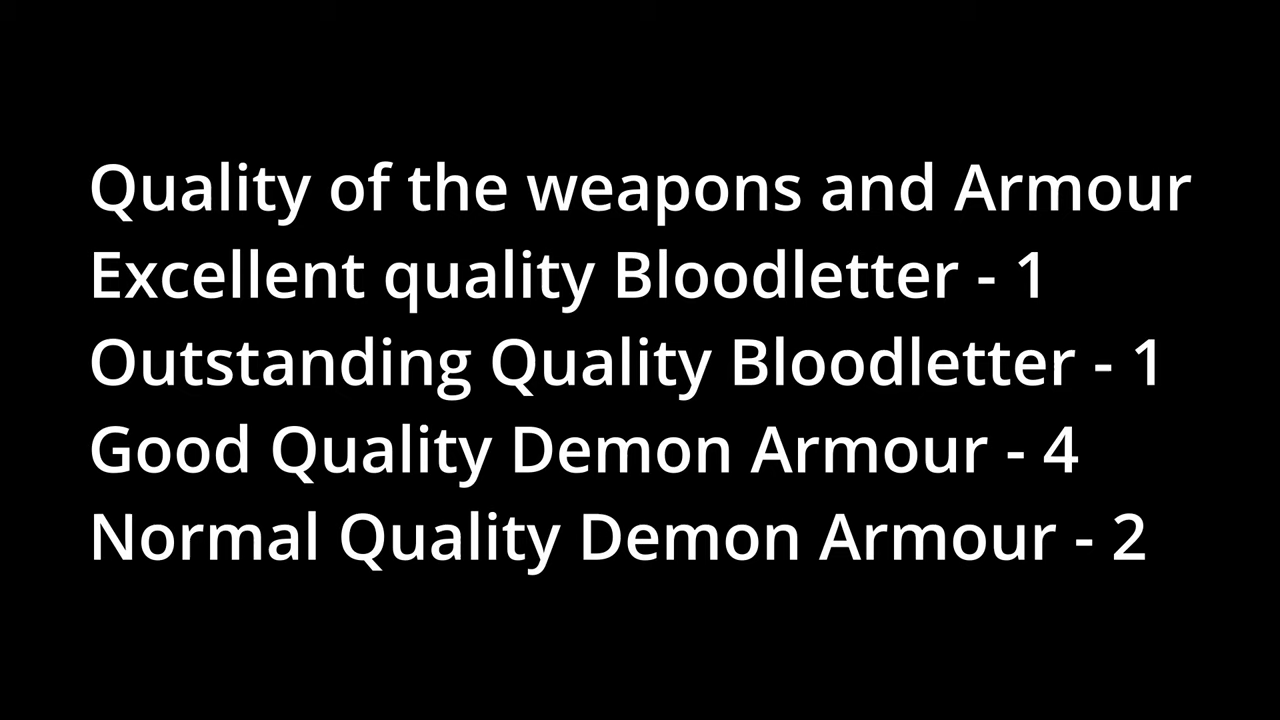 Quality of the weapons and Armour
Excellent quality Bloodletter - 1
Outstanding Quality Bloodletter - 1
Good Quality Demon Armour - 4
Normal Quality Demon Armour - 2